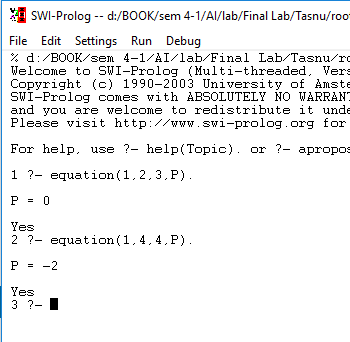 SWI-Prolog -- d:/BOOK/sem 4-1/AI/lab/Final Lab/Tasnu/roo
File Edit Settings Run Debug Help
% d:/BOOK/sem 4-1/AI/lab/Final Lab/Tasnu/ro
Welcome to SWI-Prolog (Multi-threaded, Vers
Copyright (c) 1990-2003 University of Amste
SWI-Prolog comes with ABSOLUTELY NO WARRANT
and you are welcome to redistribute it unde
Please visit http://www.swi-prolog.org for
For help, use ?- help(Topic). or ?- apropos
1 ?- equation(1,2,3,P).
P = 0
Yes
2 ?- equation(1,4,4,P).
P = -2
Yes
3 ?-